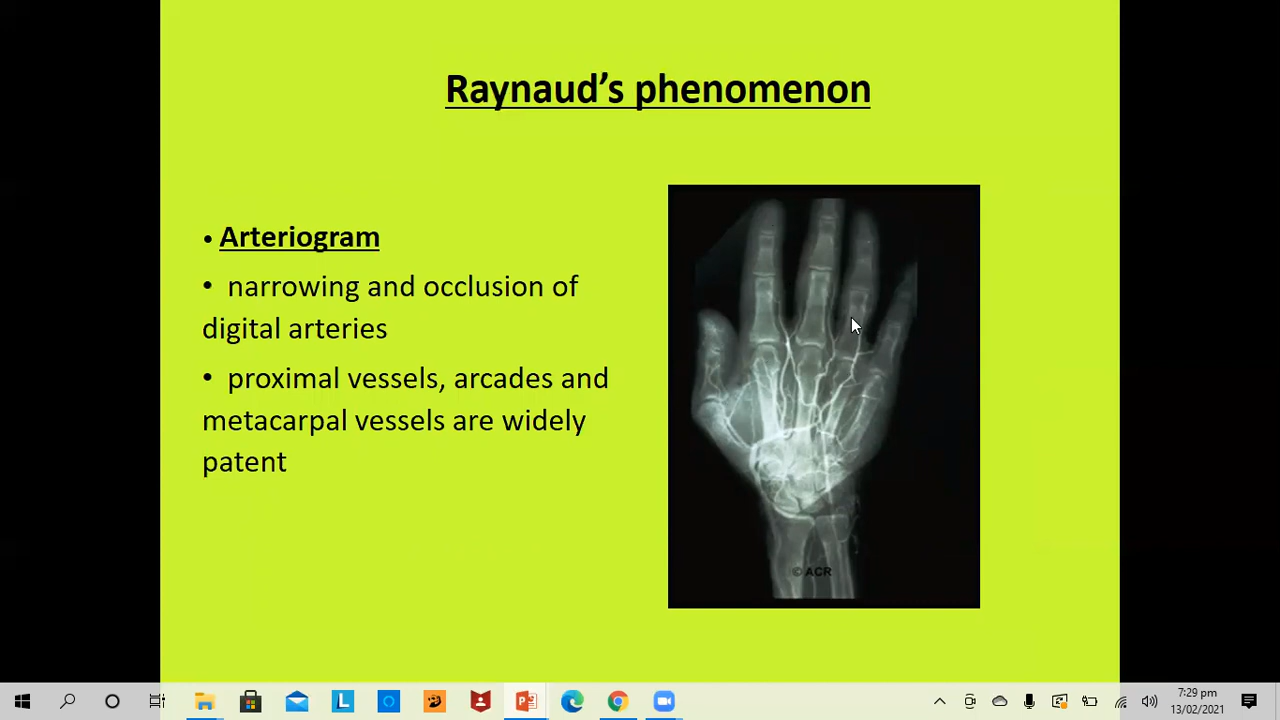 Raynaud's phenomenon
• Arteriogram
• narrowing and occlusion of
digital arteries
• proximal vessels, arcades and
metacarpal vessels are widely
patent
© ACR
7:29 pm
13/02/2021